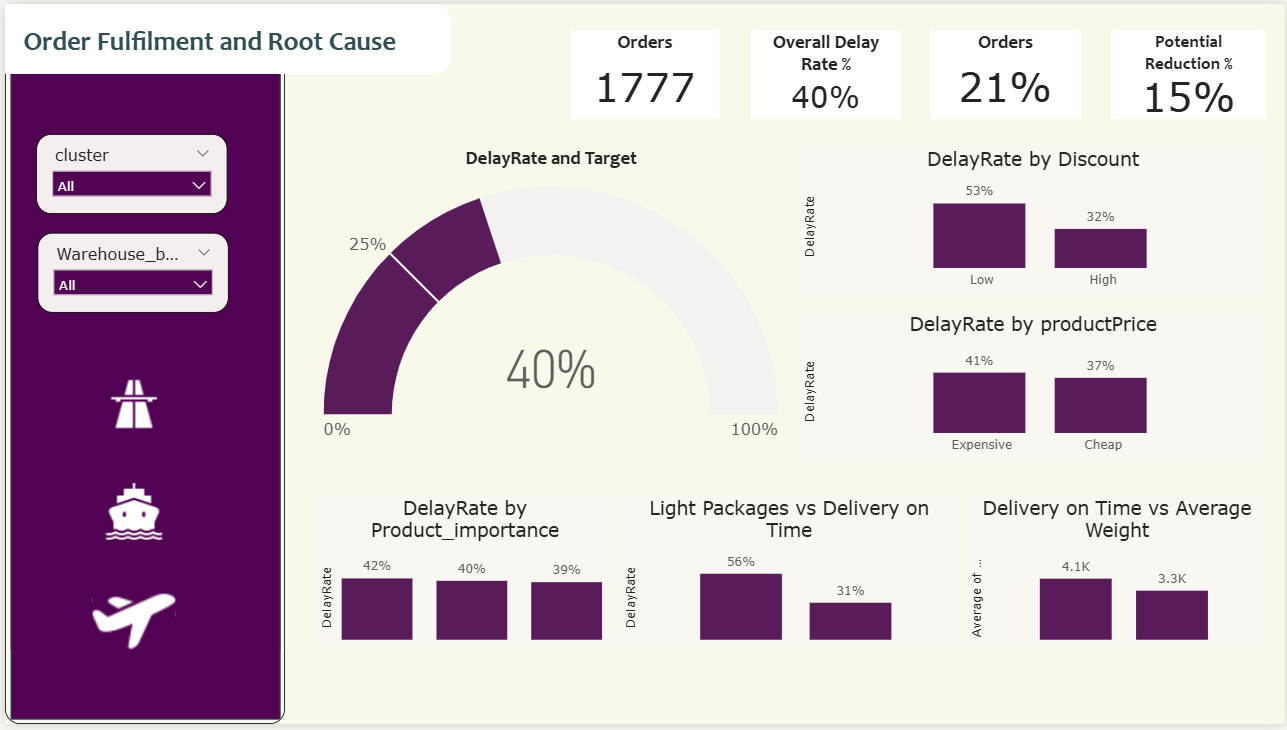 Order Fulfilment and Root Cause
Orders
1777
Overall Delay
Rate %
40%
Orders
21%
Potential
Reduction %
15%
cluster
All
Warehouse_b...
All
DelayRate and Target
25%
40%
0%
100%
DelayRate by Discount
DelayRate
53%
32%
Low
High
DelayRate by productPrice
DelayRate
41%
37%
Expensive
Cheap
DelayRate by
Product_importance
DelayRate
42%
40%
39%
Light Packages vs Delivery on
Time
DelayRate
56%
31%
Delivery on Time vs Average
Weight
Average of ...
4.1K
3.3K